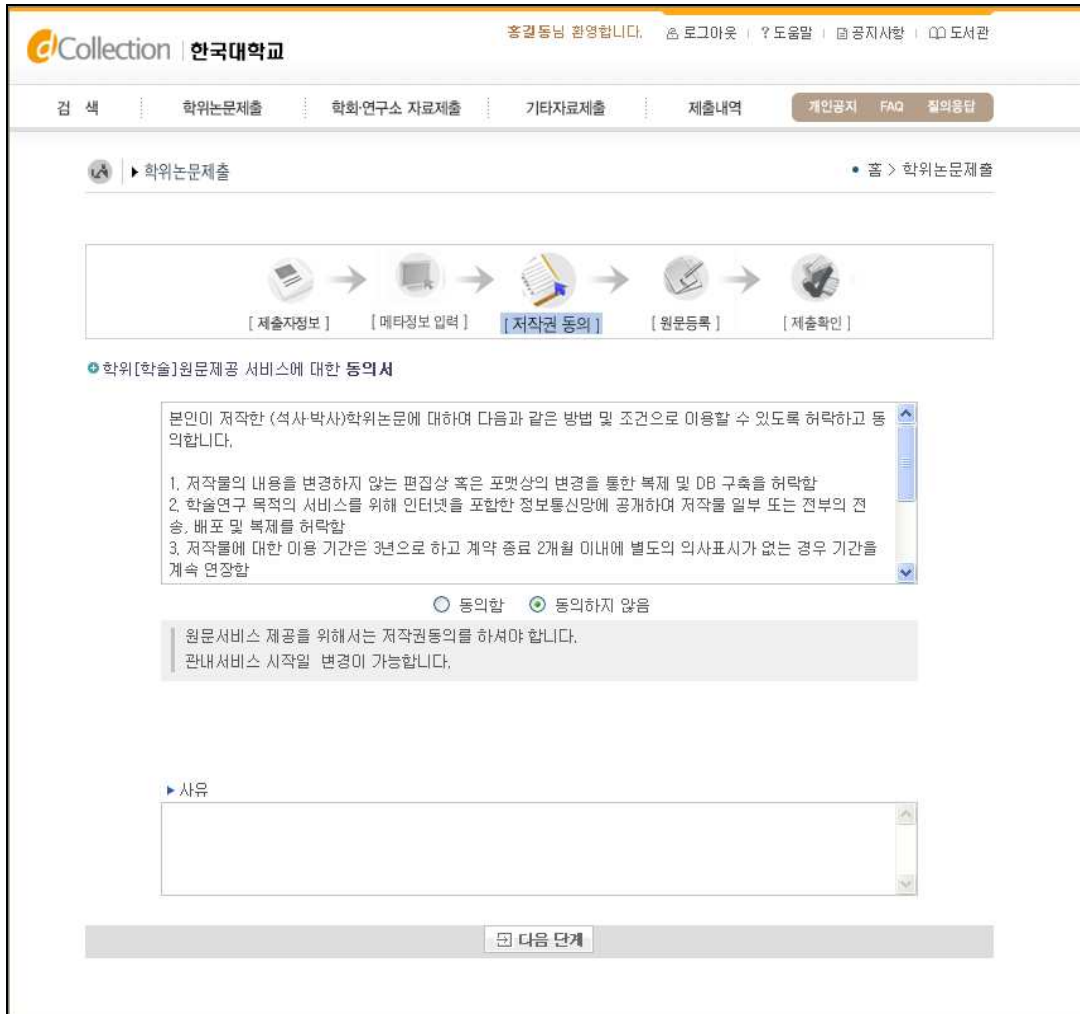 홍길동님 환영합니다. 로그아웃 ? 도움말 공지사항 도서관
dCollection 한국대학교
검 색 학위논문제출 학회·연구소 자료제출 기타자료제출 제출내역 개인공지 FAQ 질의응답
학위논문제출 홈 > 학위논문제출
[ 제출자정보 ] [ 메타정보 입력 ] [ 저작권 동의 ] [ 원문등록 ] [ 제출확인 ]
학위[학술]원문제공 서비스에 대한 동의서
본인이 저작한 (석사·박사)학위논문에 대하여 다음과 같은 방법 및 조건으로 이용할 수 있도록 허락하고 동
의합니다.
1. 저작물의 내용을 변경하지 않는 편집상 혹은 포맷상의 변경을 통한 복제 및 DB 구축을 허락함
2. 학술연구 목적의 서비스를 위해 인터넷을 포함한 정보통신망에 공개하여 저작물 일부 또는 전부의 전
송, 배포 및 복제를 허락함
3. 저작물에 대한 이용 기간은 3년으로 하고 계약 종료 2개월 이내에 별도의 의사표시가 없는 경우 기간을
계속 연장함
동의함 동의하지 않음
원문서비스 제공을 위해서는 저작권동의를 하셔야 합니다.
관내서비스 시작일 변경이 가능합니다.
사유
다음 단계